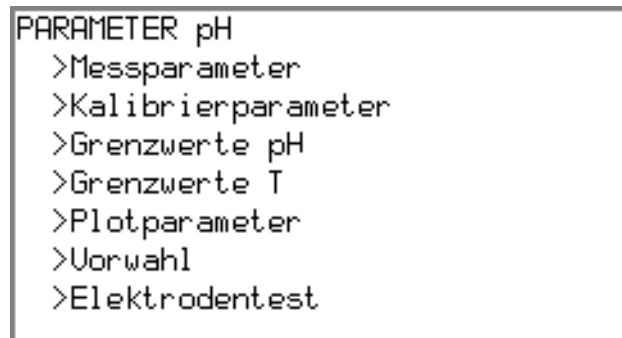 PARAMETER pH
>Messparameter
>Kalibrierparameter
>Grenzwerte pH
>Grenzwerte T
>Plotparameter
>Vorwahl
>Elektrodentest